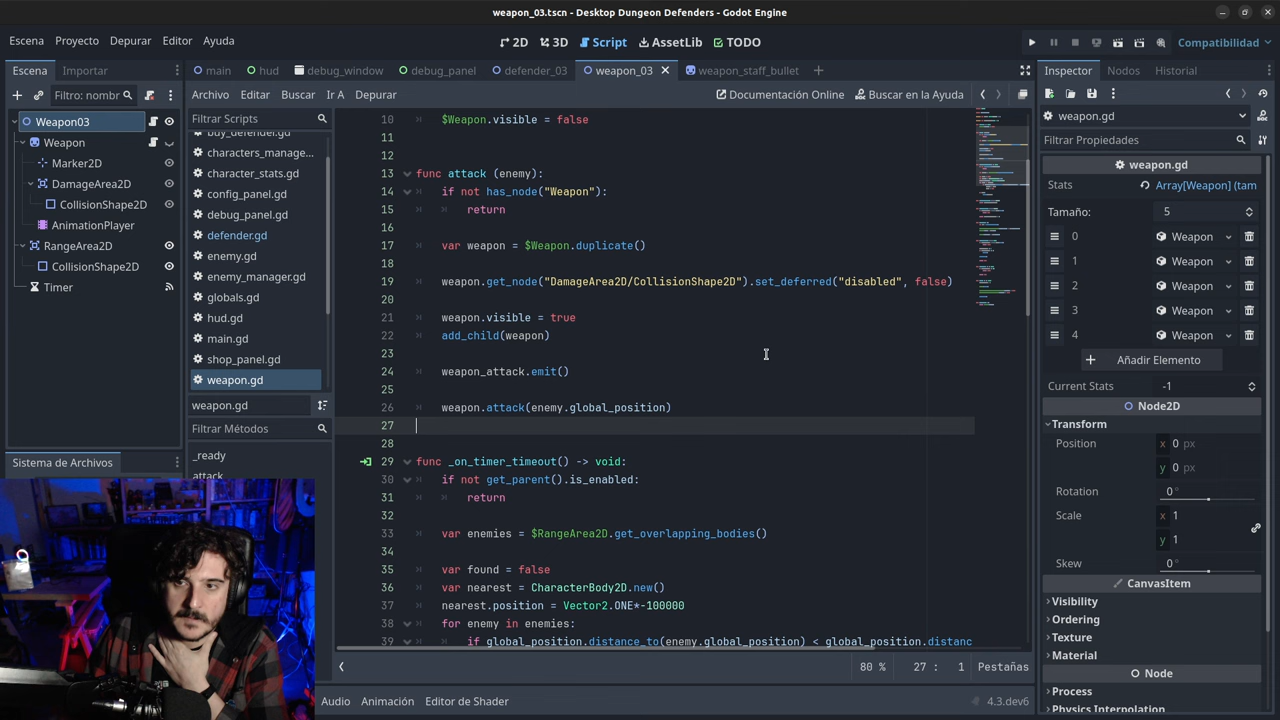 weapon_03.tscn - Desktop Dungeon Defenders - Godot Engine
Escena Proyecto Depurar Editor Ayuda
2D 3D Script AssetLib TODO
Compatibilidad
Escena Importar
main hud debug_window debug_panel defender_03 weapon_03 weapon_staff_bullet
Inspector Nodos Historial
Filtro: nombr
Archivo Editar Buscar Ir A Depurar
Documentación Online Buscar en la Ayuda
weapon.gd
Filtrar Propiedades
Weapon03
Weapon
Marker2D
DamageArea2D
CollisionShape2D
AnimationPlayer
RangeArea2D
CollisionShape2D
Timer
Filtrar Scripts
buy_defender.gd
characters_manage...
character_stats.gd
config_panel.gd
debug_panel.gd
defender.gd
enemy.gd
enemy_manager.gd
globals.gd
hud.gd
main.gd
shop_panel.gd
weapon.gd
weapon.gd
Filtrar Métodos
_ready
attack
Sistema de Archivos
10 $Weapon.visible = false
11
12
13 func attack (enemy):
14 if not has_node("Weapon"):
15 return
16
17 var weapon = $Weapon.duplicate()
18
19 weapon.get_node("DamageArea2D/CollisionShape2D").set_deferred("disabled", false)
20
21 weapon.visible = true
22 add_child(weapon)
23
24 weapon_attack.emit()
25
26 weapon.attack(enemy.global_position)
27
28
29 func _on_timer_timeout() -> void:
30 if not get_parent().is_enabled:
31 return
32
33 var enemies = $RangeArea2D.get_overlapping_bodies()
34
35 var found = false
36 var nearest = CharacterBody2D.new()
37 nearest.position = Vector2.ONE*-100000
38 for enemy in enemies:
39 if global_position.distance_to(enemy.global_position) < global_position.distanc
80 % 27 : 1 Pestañas
Audio Animación Editor de Shader
4.3.dev6
weapon.gd
Stats Array[Weapon] (tam
Tamaño: 5
0 Weapon
1 Weapon
2 Weapon
3 Weapon
4 Weapon
Añadir Elemento
Current Stats -1
Node2D
Transform
Position x 0 px
y 0 px
Rotation 0 °
Scale x 1
y 1
Skew 0 °
CanvasItem
Visibility
Ordering
Texture
Material
Node
Process
Physics Interpolation